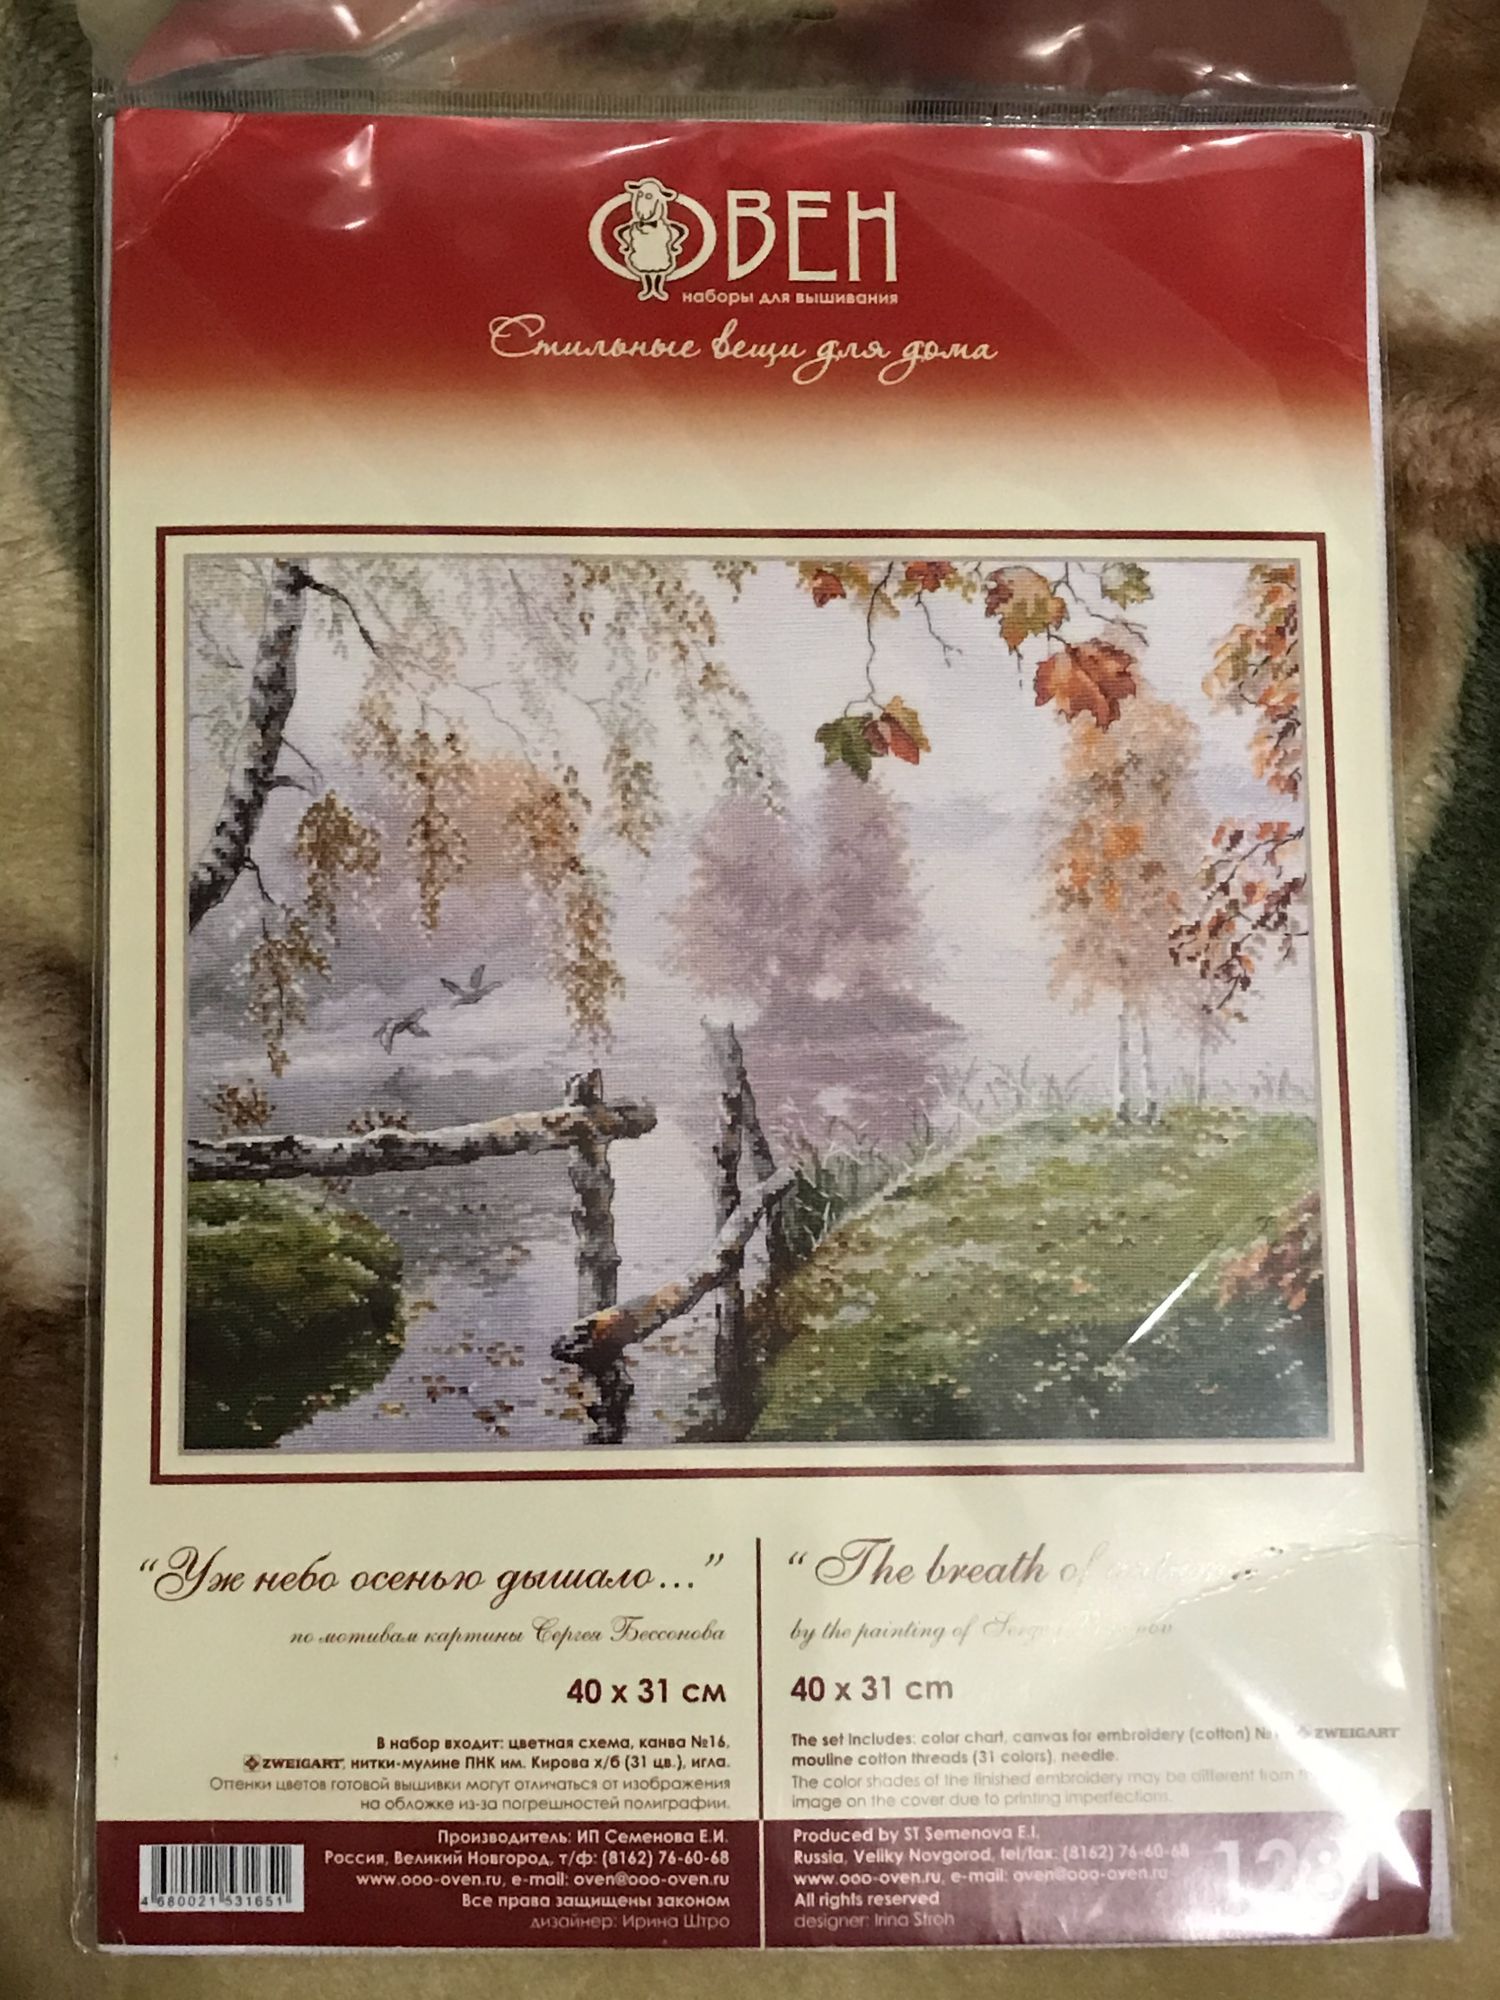 ОВЕН
наборы для вышивания
Стильные вещи для дома
“Уж небо осенью дышало...”
по мотивам картины Сергея Бессонова
40 х 31 см
В набор входит: цветная схема, канва №16,
ZWEIGART, нитки-мулине ПНК им. Кирова х/б (31 цв.), игла.
Оттенки цветов готовой вышивки могут отличаться от изображения
на обложке из-за погрешностей полиграфии.
“The breath of
by the painting of
40 x 31 cm
The set includes: color chart, canvas for embroidery (cotton) ZWEIGART
mouline cotton threads (31 colors), needle.
The color shades of the finished embroidery may be different from
image on the cover due to printing imperfections.
4 680021 531651
Производитель: ИП Семенова Е.И.
Россия, Великий Новгород, т/ф: (8162) 76-60-68
www.ooo-oven.ru, e-mail: oven@ooo-oven.ru
Все права защищены законом
дизайнер: Ирина Штро
Produced by ST Semenova E.I.
Russia, Veliky Novgorod, tel/fax: (8162) 76-60-68
www.ooo-oven.ru, e-mail: oven@ooo-oven.ru
All rights reserved
designer: Irina Stroh